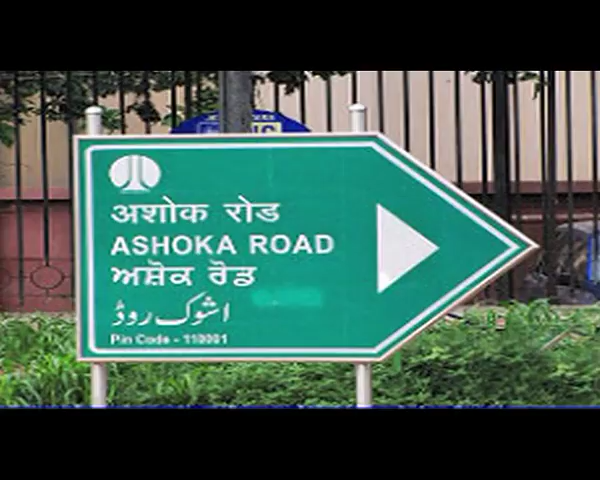 अशोक रोड
ASHOKA ROAD
ਅਸ਼ੋਕ ਰੋਡ
اشوک روڈ
Pin Code - 110001